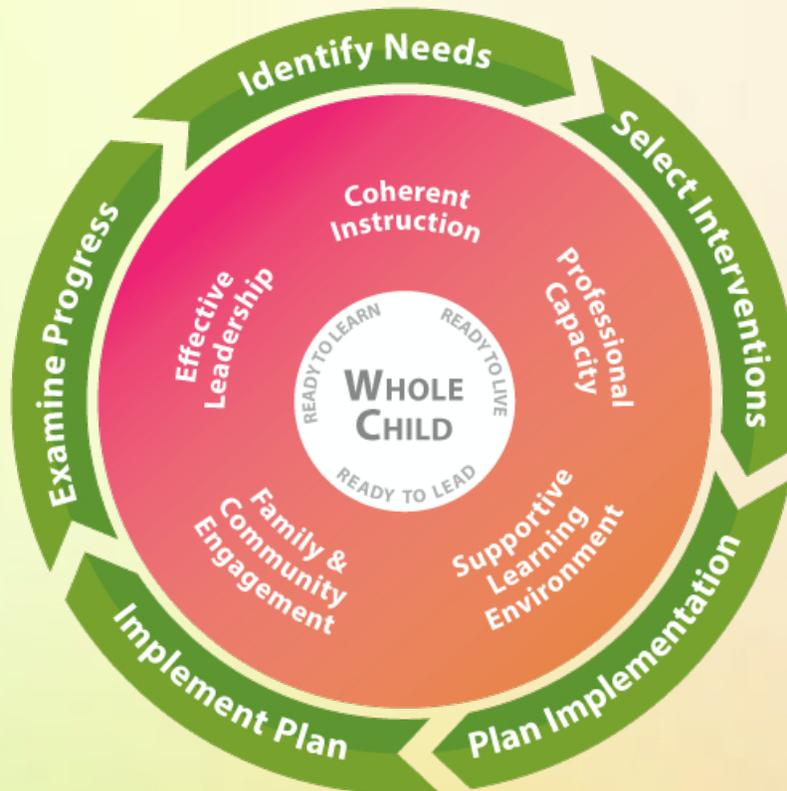 Identify Needs
Select Interventions
Plan Implementation
Implement Plan
Examine Progress
Coherent
Instruction
Professional
Capacity
Supportive
Learning
Environment
Family &
Community
Engagement
Effective
Leadership
READY TO LEARN
READY TO LIVE
WHOLE
CHILD
READY TO LEAD